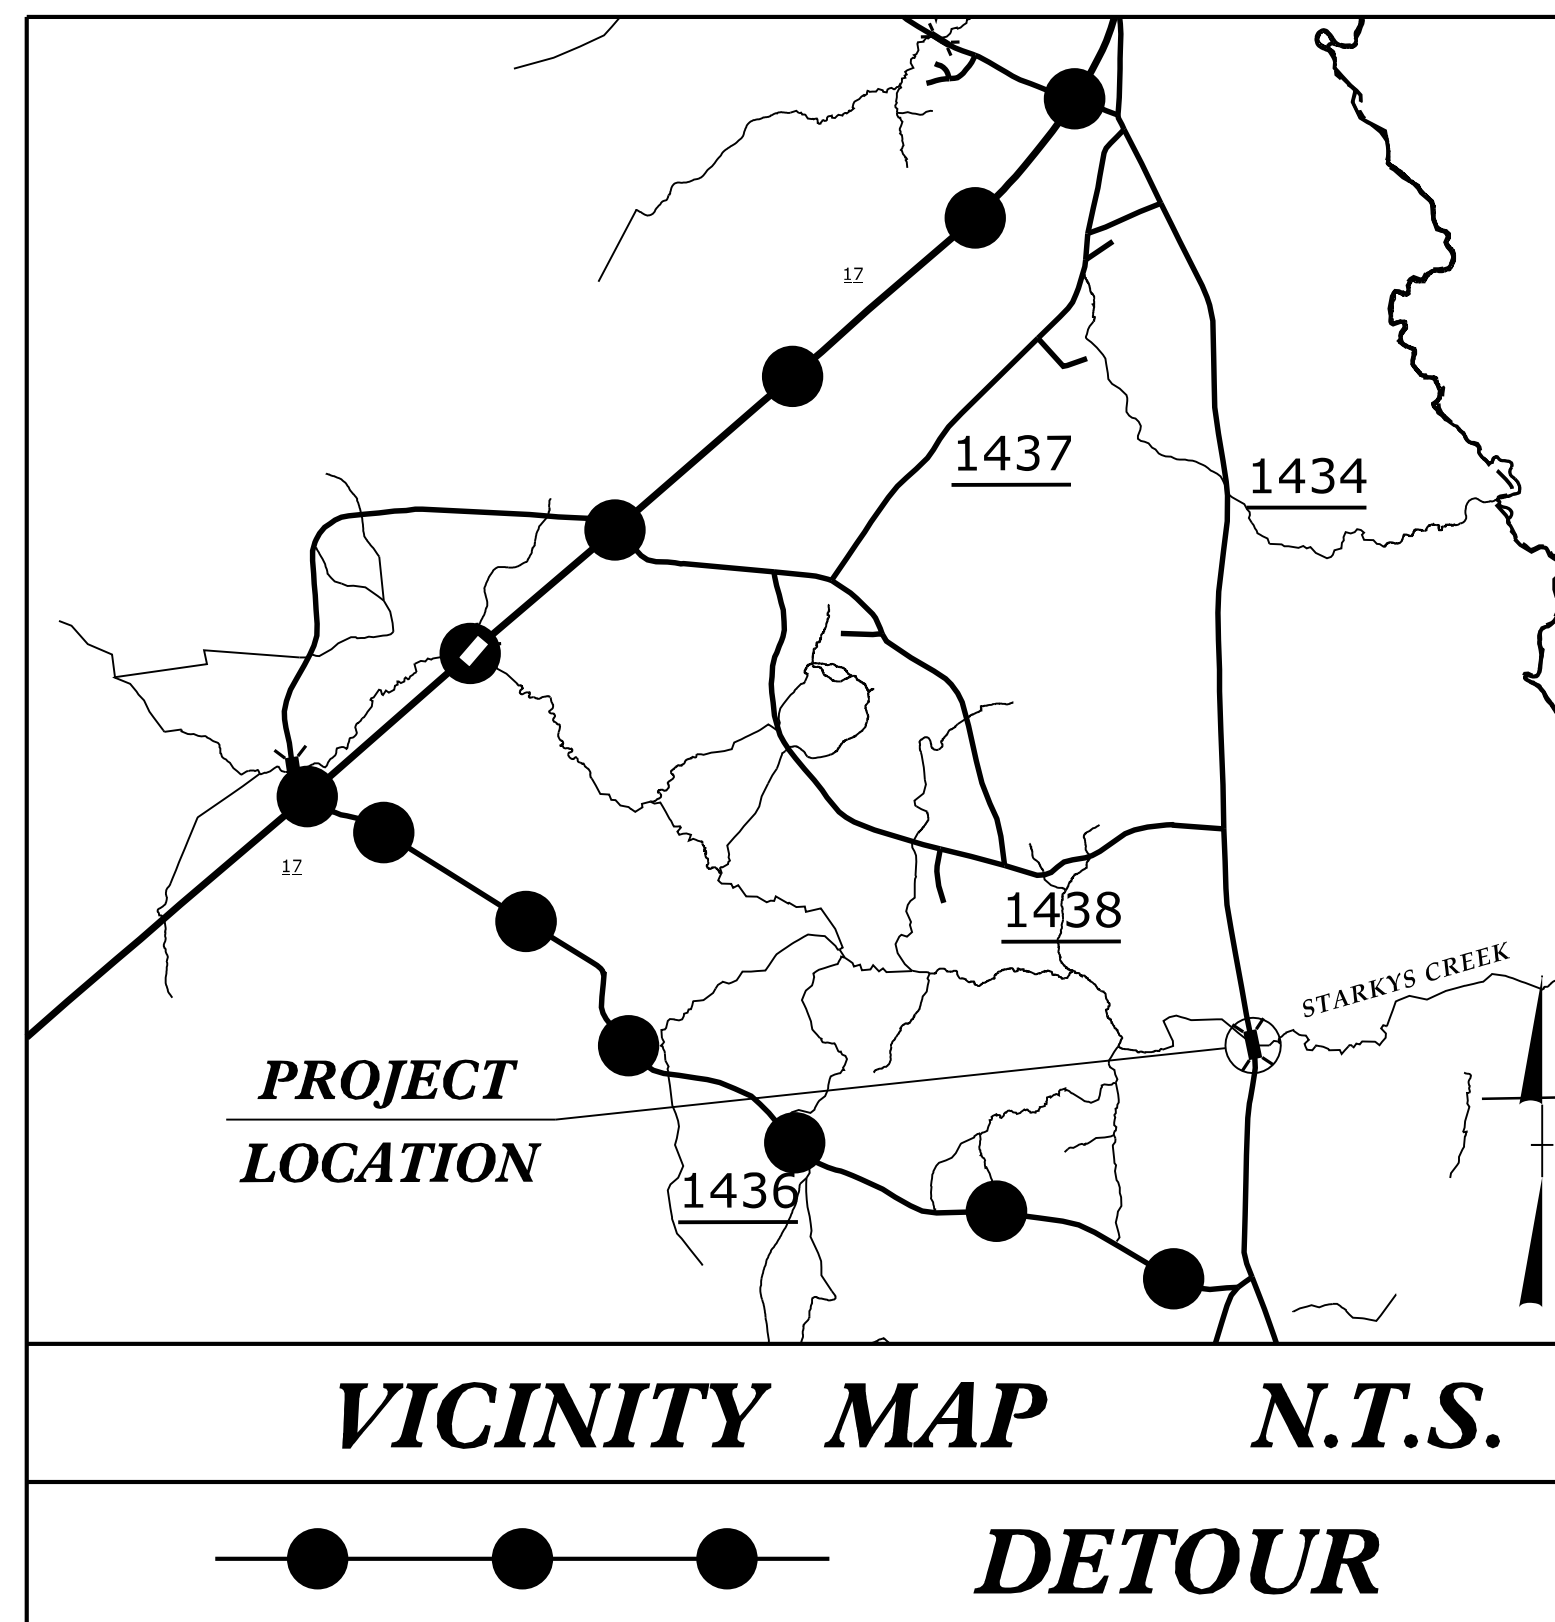 17
1437
1434
17
1438
STARKYS CREEK
PROJECT
LOCATION
1436
VICINITY MAP N.T.S.
DETOUR